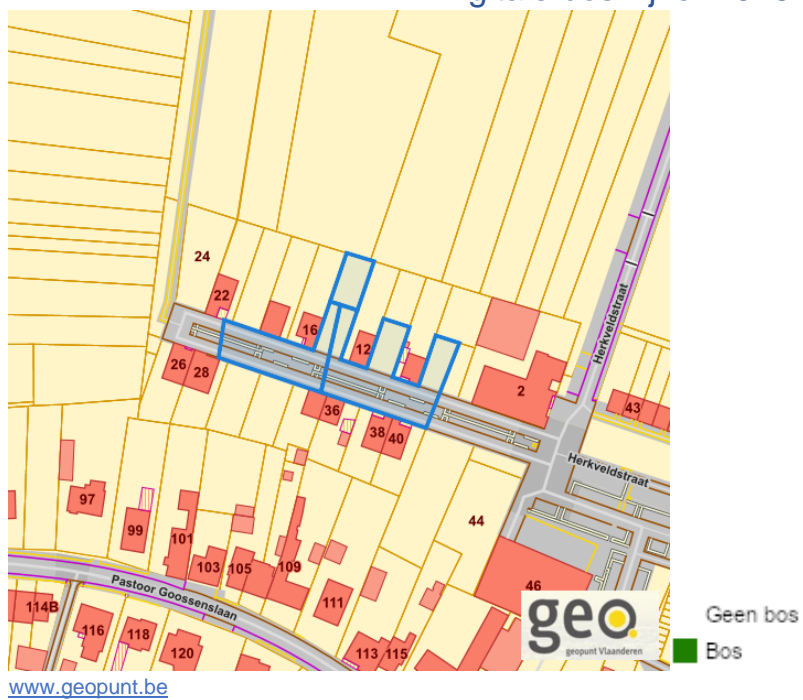 24
22
16
12
26
28
36
38
40
2
43
Herkveldstraat
Herkveldstraat
44
97
99
101
103
105
109
111
46
Pastoor Goossenslaan
114B
116
118
120
113
115
geo
geopunt Vlaanderen
Geen bos
Bos
www.geopunt.be